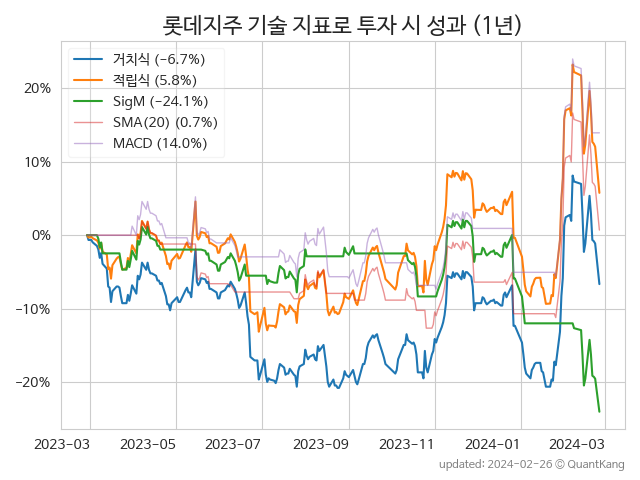 롯데지주 기술 지표로 투자 시 성과 (1년)
거치식 (−6.7%)
적립식 (5.8%)
SigM (−24.1%)
SMA(20) (0.7%)
MACD (14.0%)
20%
10%
0%
−10%
−20%
2023-03 2023-05 2023-07 2023-09 2023-11 2024-01 2024-03
updated: 2024-02-26 © QuantKang